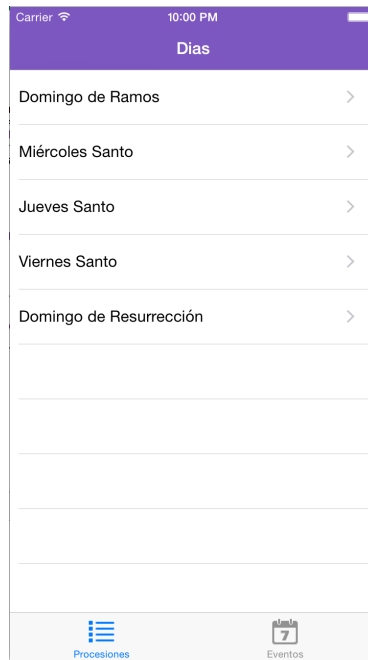 Carrier 10:00 PM
Dias
Domingo de Ramos
Miércoles Santo
Jueves Santo
Viernes Santo
Domingo de Resurrección
7
Procesiones Eventos